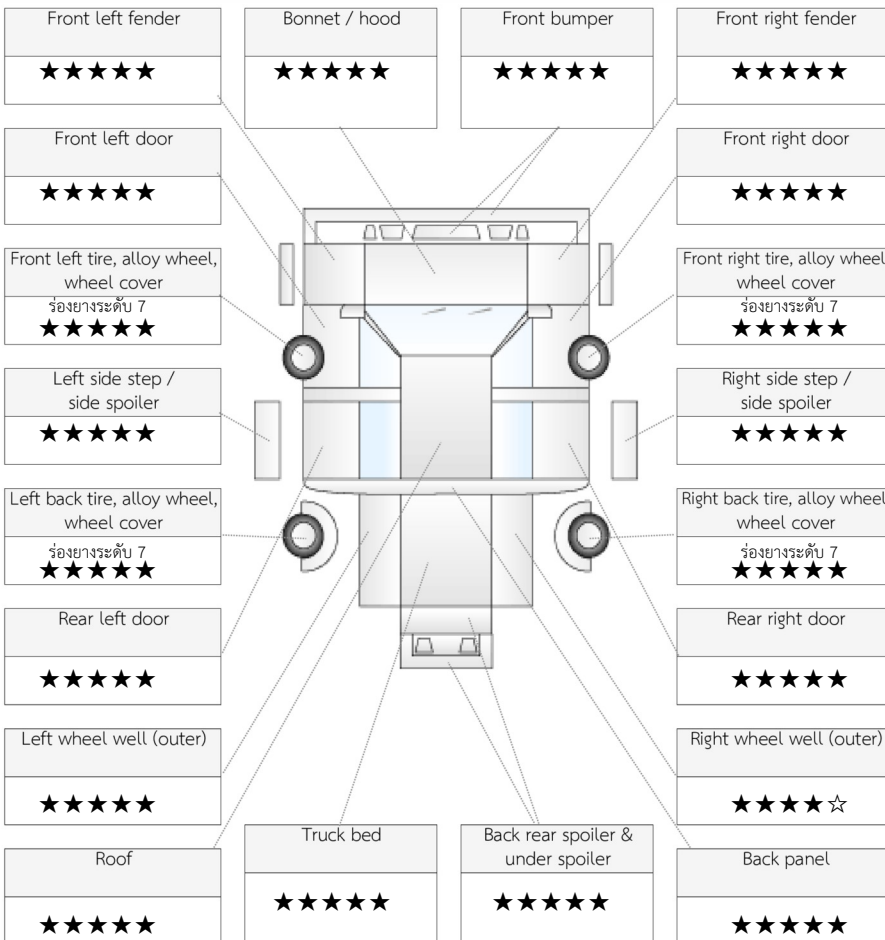 Front left fender
★★★★★
Bonnet / hood
★★★★★
Front bumper
★★★★★
Front right fender
★★★★★
Front left door
★★★★★
Front right door
★★★★★
Front left tire, alloy wheel,
wheel cover
ร่องยางระดับ 7
★★★★★
Front right tire, alloy wheel
wheel cover
ร่องยางระดับ 7
★★★★★
Left side step /
side spoiler
★★★★★
Right side step /
side spoiler
★★★★★
Left back tire, alloy wheel,
wheel cover
ร่องยางระดับ 7
★★★★★
Right back tire, alloy wheel
wheel cover
ร่องยางระดับ 7
★★★★★
Rear left door
★★★★★
Rear right door
★★★★★
Left wheel well (outer)
★★★★★
Right wheel well (outer)
★★★★☆
Roof
★★★★★
Truck bed
★★★★★
Back rear spoiler &
under spoiler
★★★★★
Back panel
★★★★★